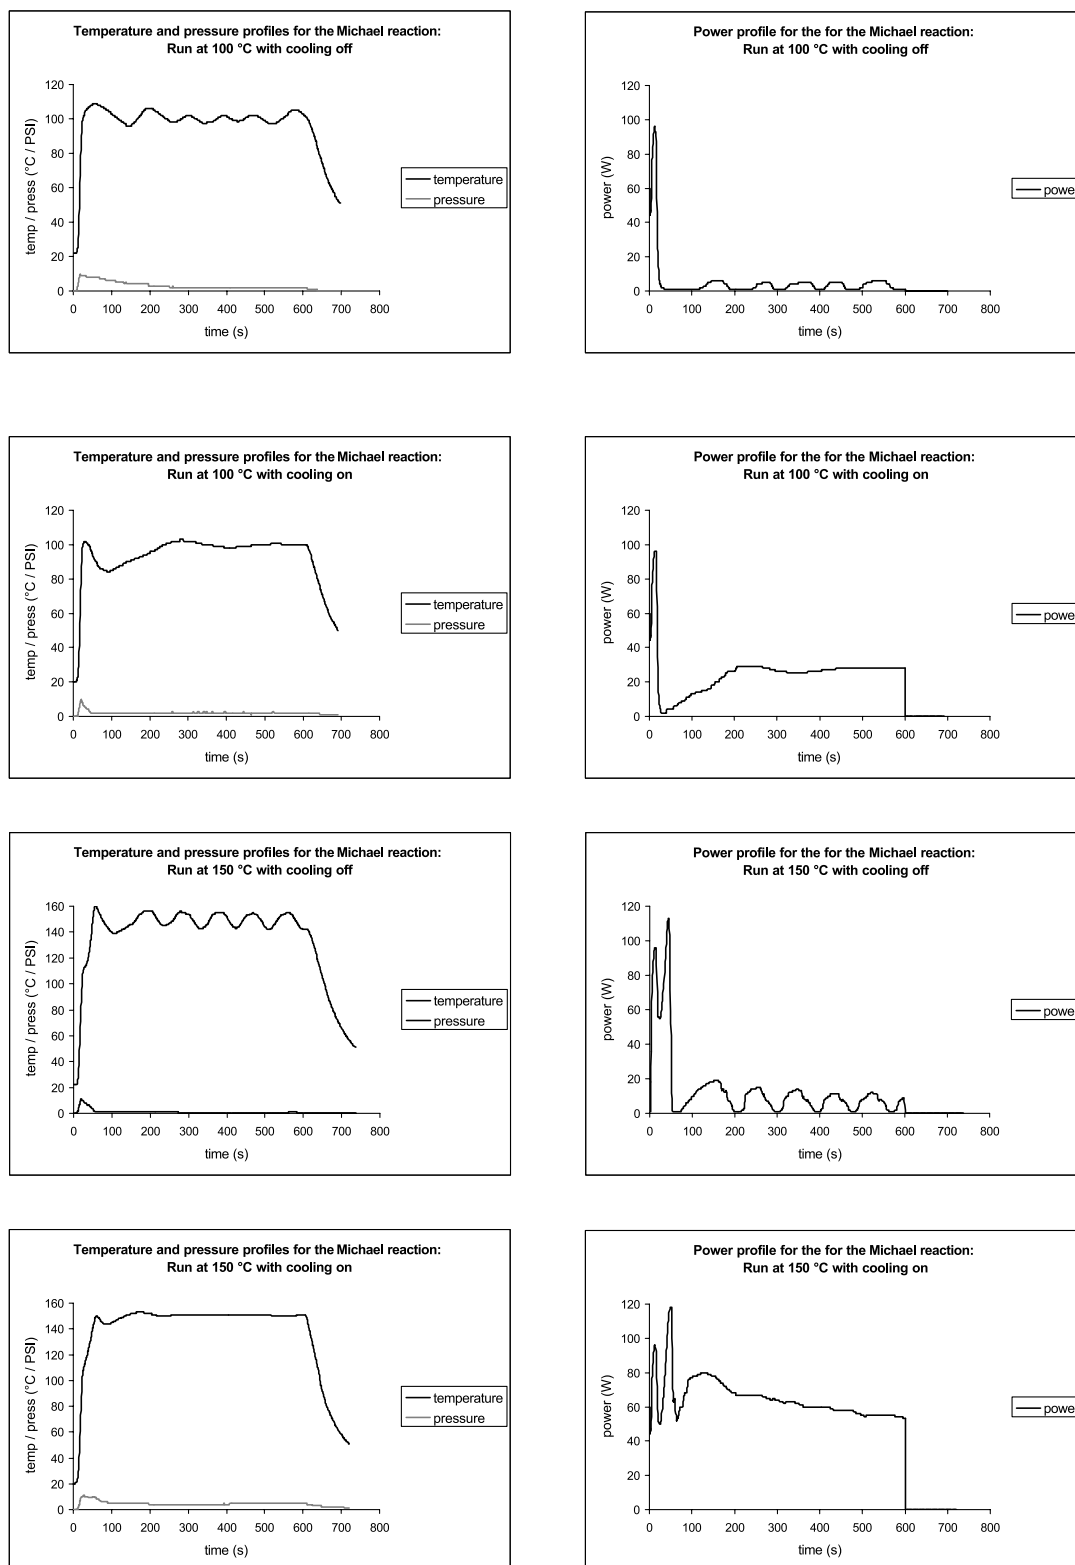 Temperature and pressure profiles for the Michael reaction:
Run at 100 °C with cooling off
temp / press (°C / PSI)
120
100
80
60
40
20
0
0 100 200 300 400 500 600 700 800
time (s)
temperature
pressure
Power profile for the for the Michael reaction:
Run at 100 °C with cooling off
power (W)
120
100
80
60
40
20
0
0 100 200 300 400 500 600 700 800
time (s)
powe
Temperature and pressure profiles for the Michael reaction:
Run at 100 °C with cooling on
temp / press (°C / PSI)
120
100
80
60
40
20
0
0 100 200 300 400 500 600 700 800
time (s)
temperature
pressure
Power profile for the for the Michael reaction:
Run at 100 °C with cooling on
power (W)
120
100
80
60
40
20
0
0 100 200 300 400 500 600 700 800
time (s)
powe
Temperature and pressure profiles for the Michael reaction:
Run at 150 °C with cooling off
temp / press (°C / PSI)
160
140
120
100
80
60
40
20
0
0 100 200 300 400 500 600 700 800
time (s)
temperature
pressure
Power profile for the for the Michael reaction:
Run at 150 °C with cooling off
power (W)
120
100
80
60
40
20
0
0 100 200 300 400 500 600 700 800
time (s)
powe
Temperature and pressure profiles for the Michael reaction:
Run at 150 °C with cooling on
temp / press (°C / PSI)
160
140
120
100
80
60
40
20
0
0 100 200 300 400 500 600 700 800
time (s)
temperature
pressure
Power profile for the for the Michael reaction:
Run at 150 °C with cooling on
power (W)
120
100
80
60
40
20
0
0 100 200 300 400 500 600 700 800
time (s)
powe